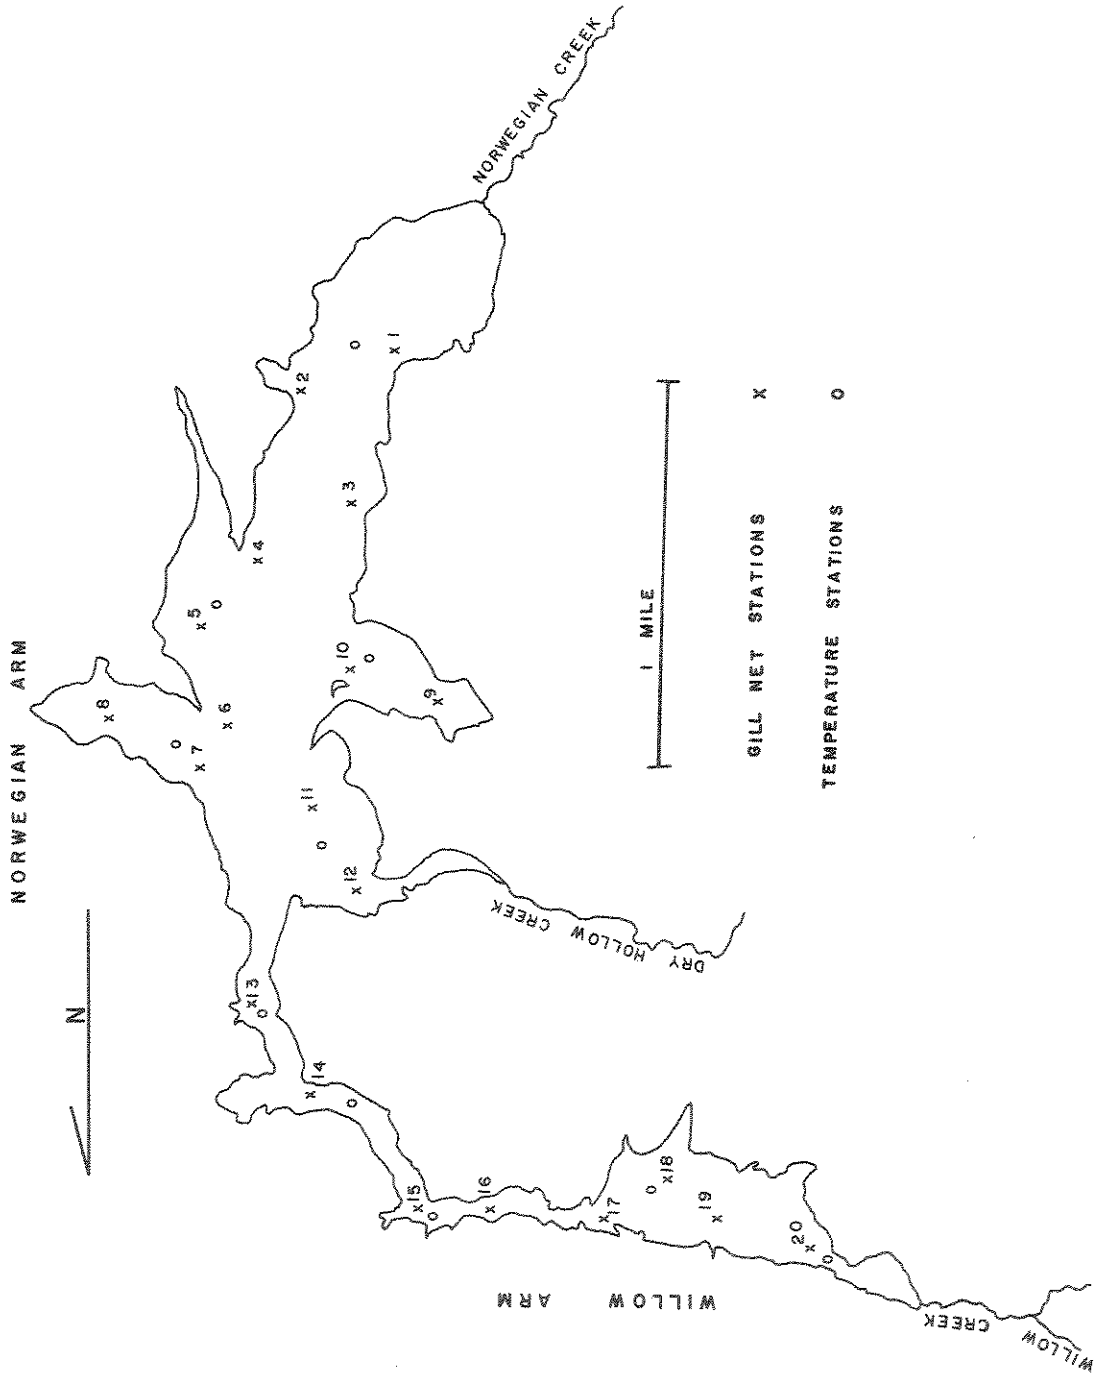 NORWEGIAN ARM
N
NORWEGIAN CREEK
x8
x7
x6
x5
o
o
x4
x2
o
x1
x3
x10
o
x9
x11
o
x12
DRY HOLLOW CREEK
x13
o
x14
o
x15
o
x16
x17
x18
o
x19
x20
o
WILLOW ARM
WILLOW CREEK
1 MILE
GILL NET STATIONS x
TEMPERATURE STATIONS o